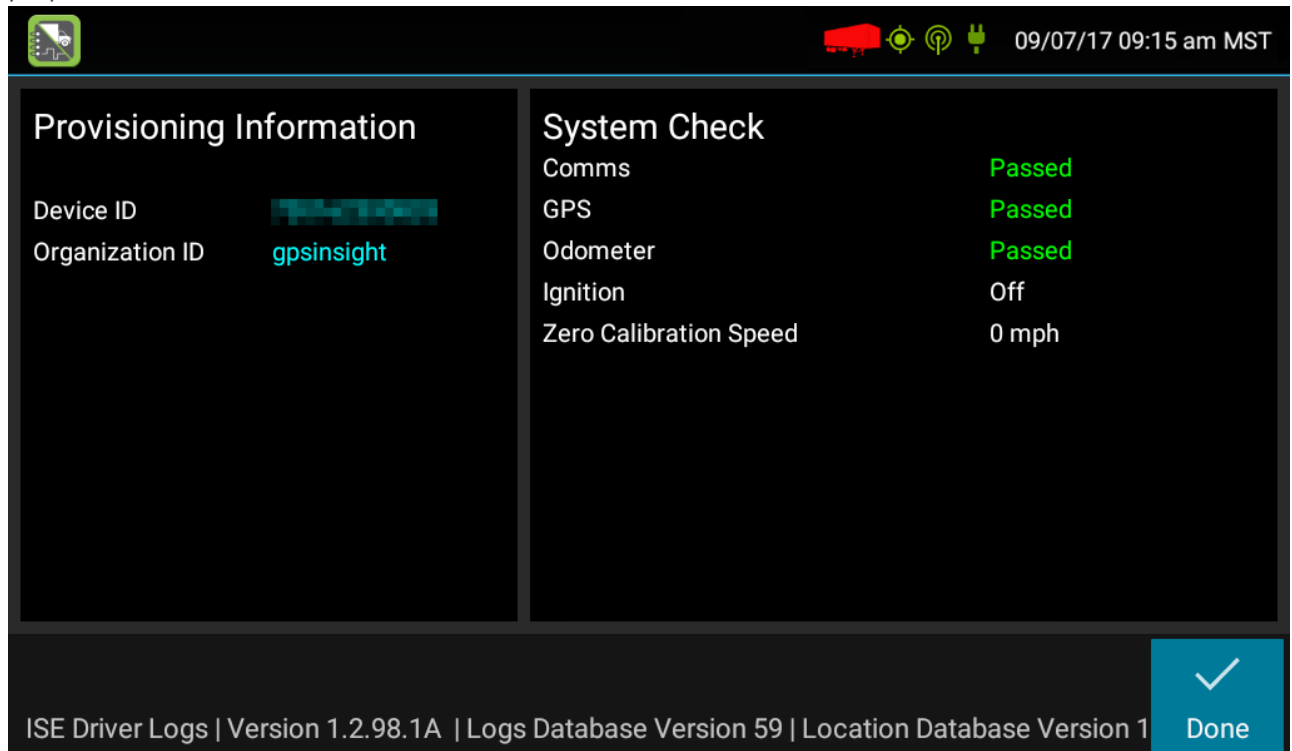 09/07/17 09:15 am MST
Provisioning Information
Device ID
Organization ID gpsinsight
System Check
Comms Passed
GPS Passed
Odometer Passed
Ignition Off
Zero Calibration Speed 0 mph
ISE Driver Logs | Version 1.2.98.1A | Logs Database Version 59 | Location Database Version 1
Done